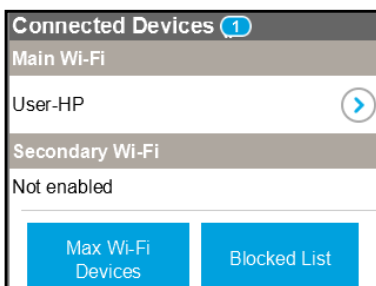 Connected Devices 1
Main Wi-Fi
User-HP
Secondary Wi-Fi
Not enabled
Max Wi-Fi
Devices
Blocked List